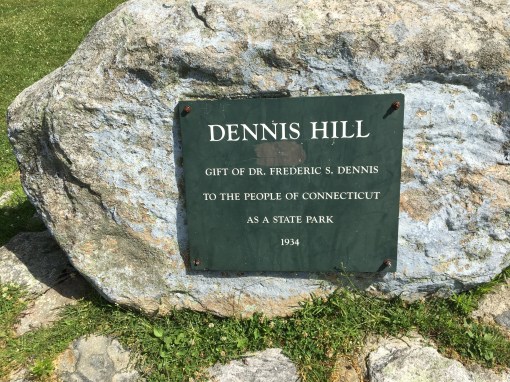 DENNIS HILL
GIFT OF DR. FREDERIC S. DENNIS
TO THE PEOPLE OF CONNECTICUT
AS A STATE PARK
1934